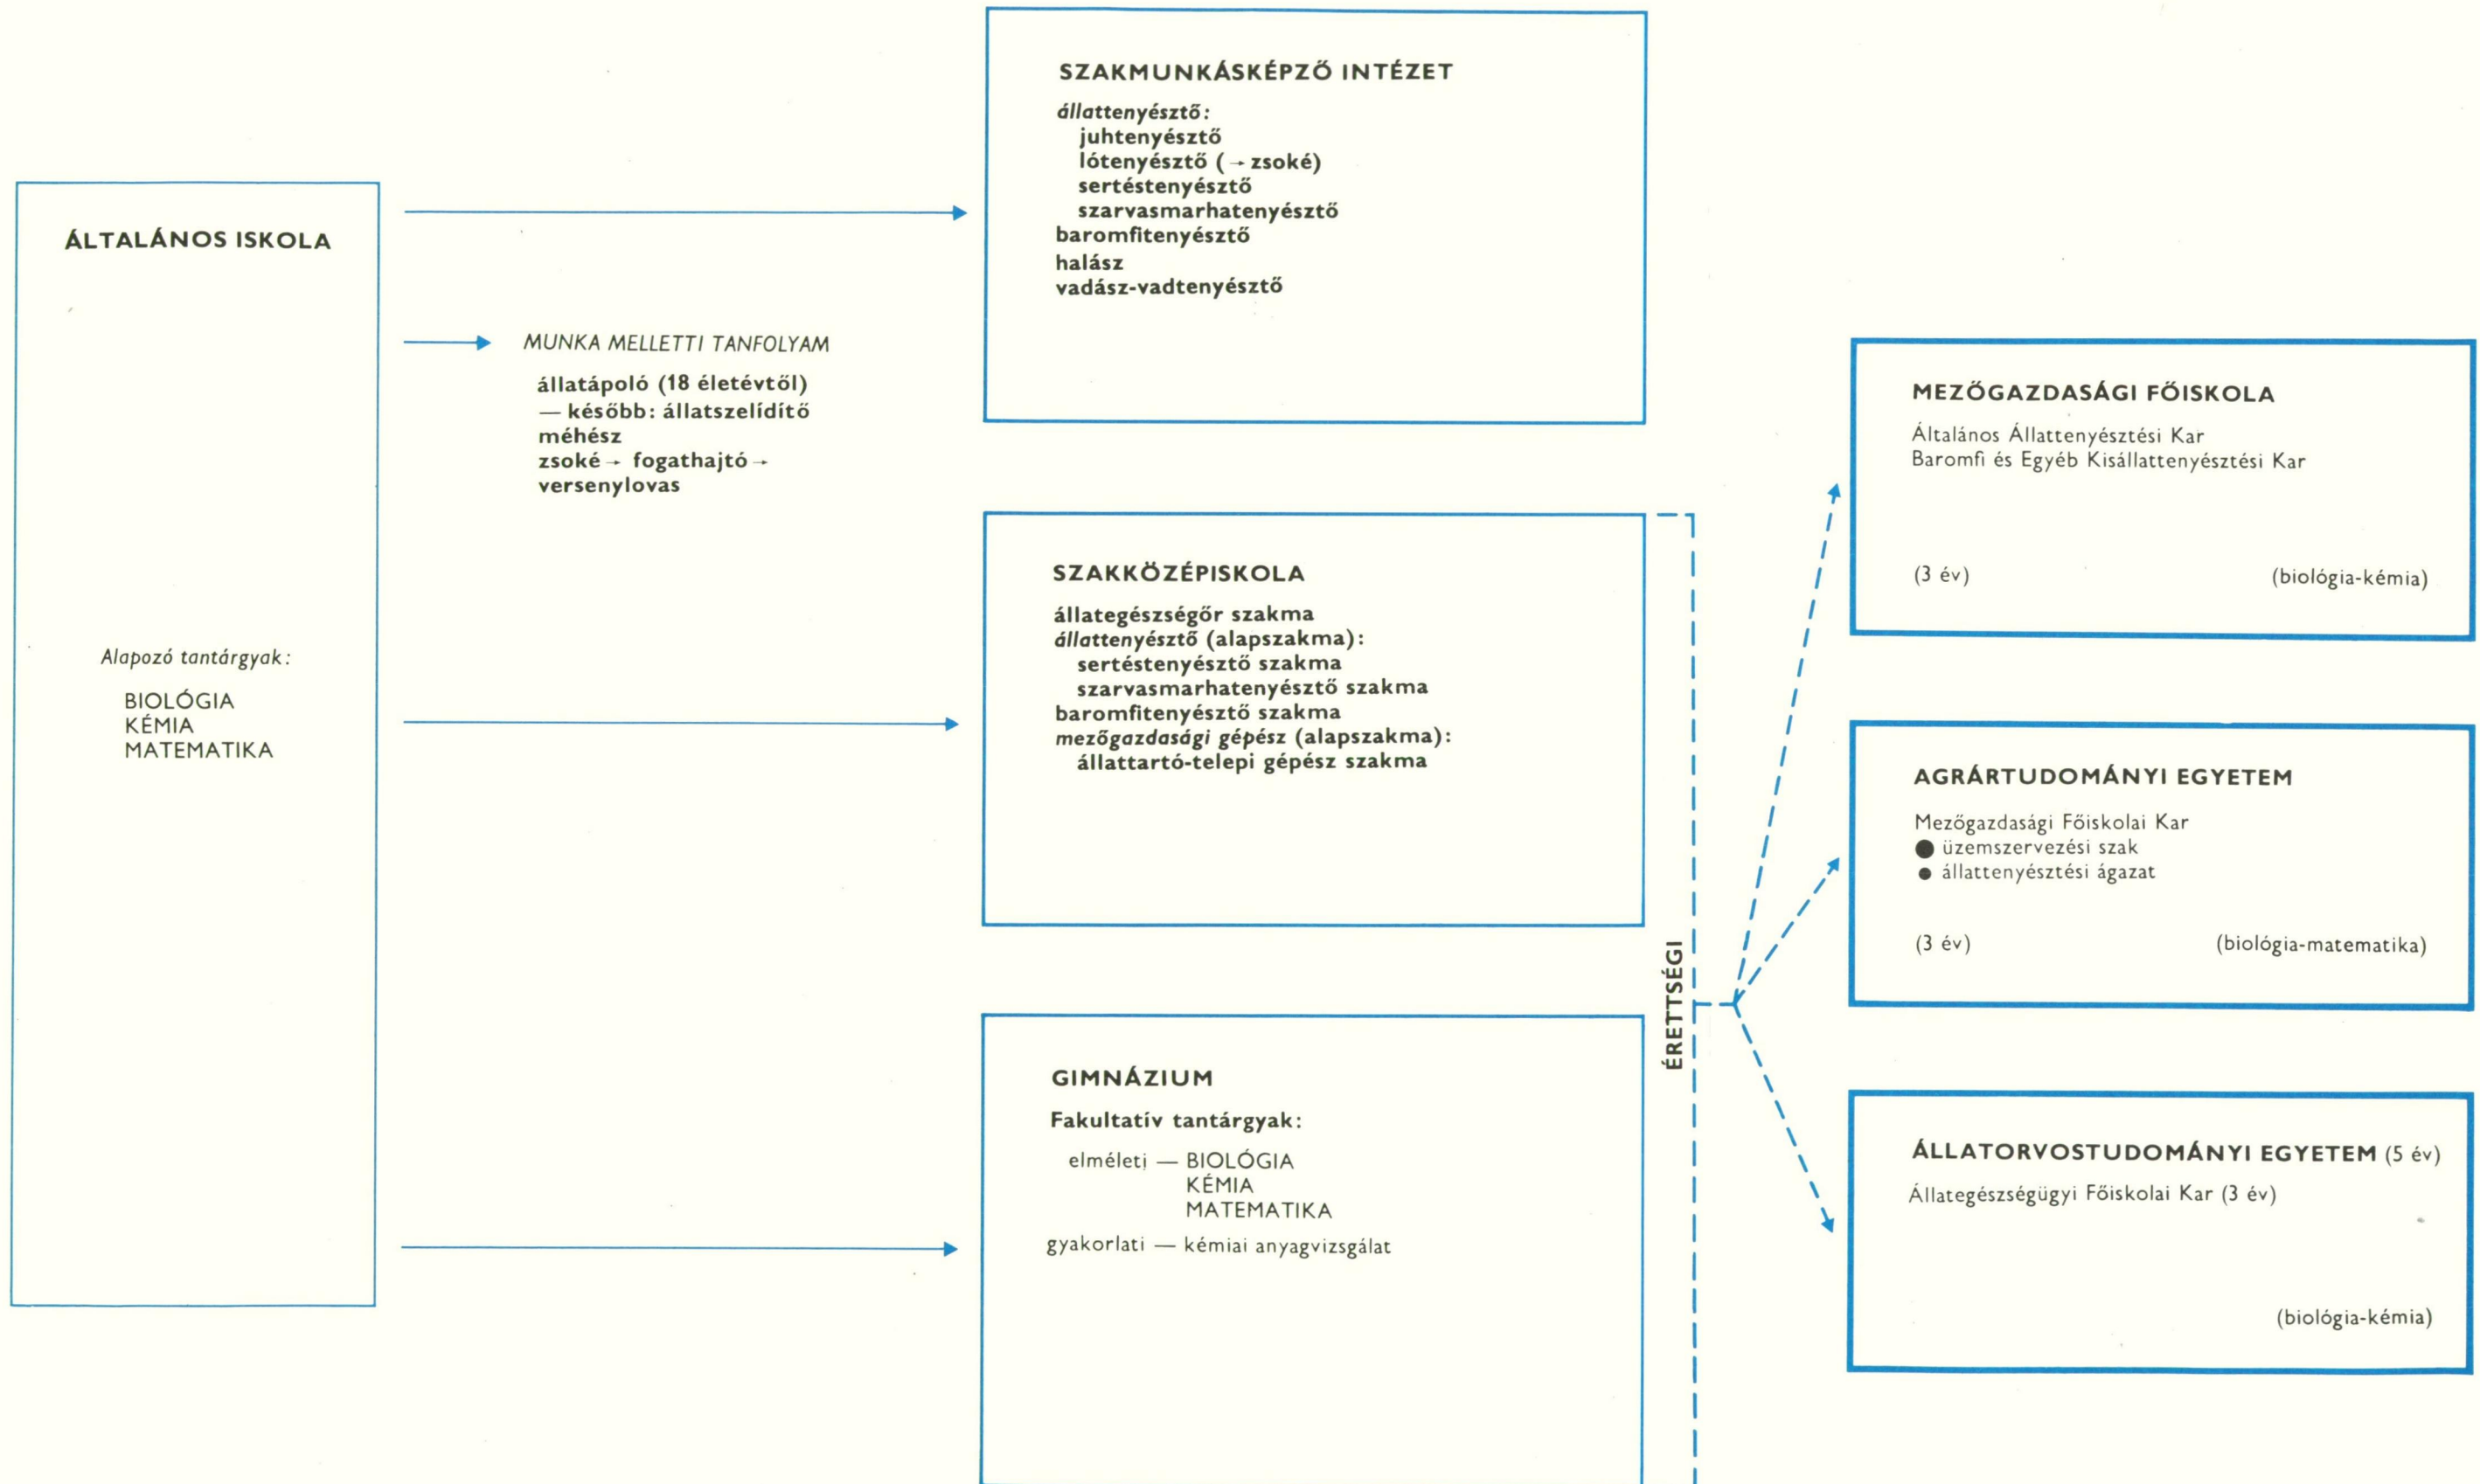 ÁLTALÁNOS ISKOLA
Alapozó tantárgyak:
BIOLÓGIA
KÉMIA
MATEMATIKA
MUNKA MELLETTI TANFOLYAM
állatápoló (18 életévtől)
— később: állatszelídítő
méhész
zsoké → fogathajtó →
versenylovas
SZAKMUNKÁSKÉPZŐ INTÉZET
állattenyésztő:
juhtenyésztő
lótenyésztő (→ zsoké)
sertéstenyésztő
szarvasmarhatenyésztő
baromfitenyésztő
halász
vadász-vadtenyésztő
SZAKKÖZÉPISKOLA
állategészségőr szakma
állattenyésztő (alapszakma):
sertéstenyésztő szakma
szarvasmarhatenyésztő szakma
baromfitenyésztő szakma
mezőgazdasági gépész (alapszakma):
állattartó-telepi gépész szakma
GIMNÁZIUM
Fakultatív tantárgyak:
elméleti — BIOLÓGIA
KÉMIA
MATEMATIKA
gyakorlati — kémiai anyagvizsgálat
ÉRETTSÉGI
MEZŐGAZDASÁGI FŐISKOLA
Általános Állattenyésztési Kar
Baromfi és Egyéb Kisállattenyésztési Kar
(3 év) (biológia-kémia)
AGRÁRTUDOMÁNYI EGYETEM
Mezőgazdasági Főiskolai Kar
● üzemszervezési szak
• állattenyésztési ágazat
(3 év) (biológia-matematika)
ÁLLATORVOSTUDOMÁNYI EGYETEM (5 év)
Állategészségügyi Főiskolai Kar (3 év)
(biológia-kémia)